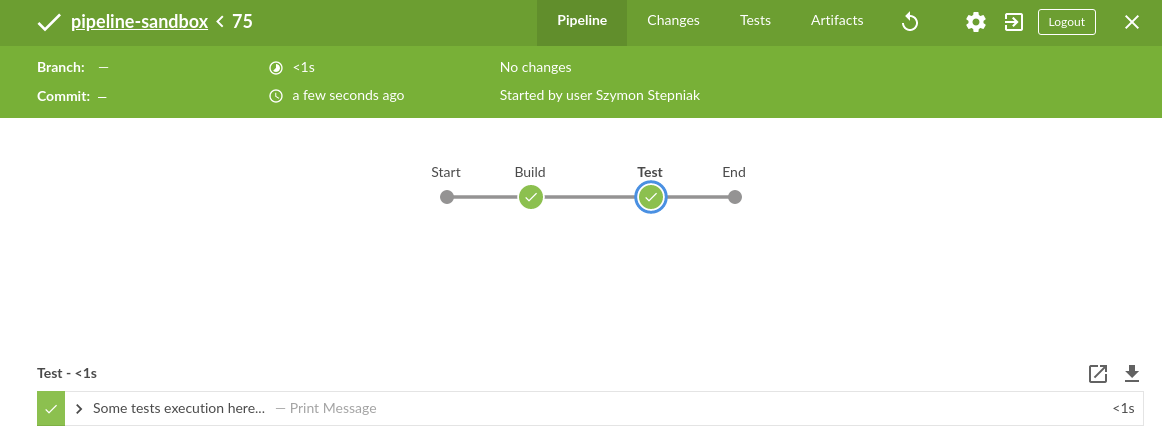 pipeline-sandbox < 75 Pipeline Changes Tests Artifacts Logout
Branch: — <1s No changes
Commit: — a few seconds ago Started by user Szymon Stepniak
Start Build Test End
Test - <1s
Some tests execution here... — Print Message <1s